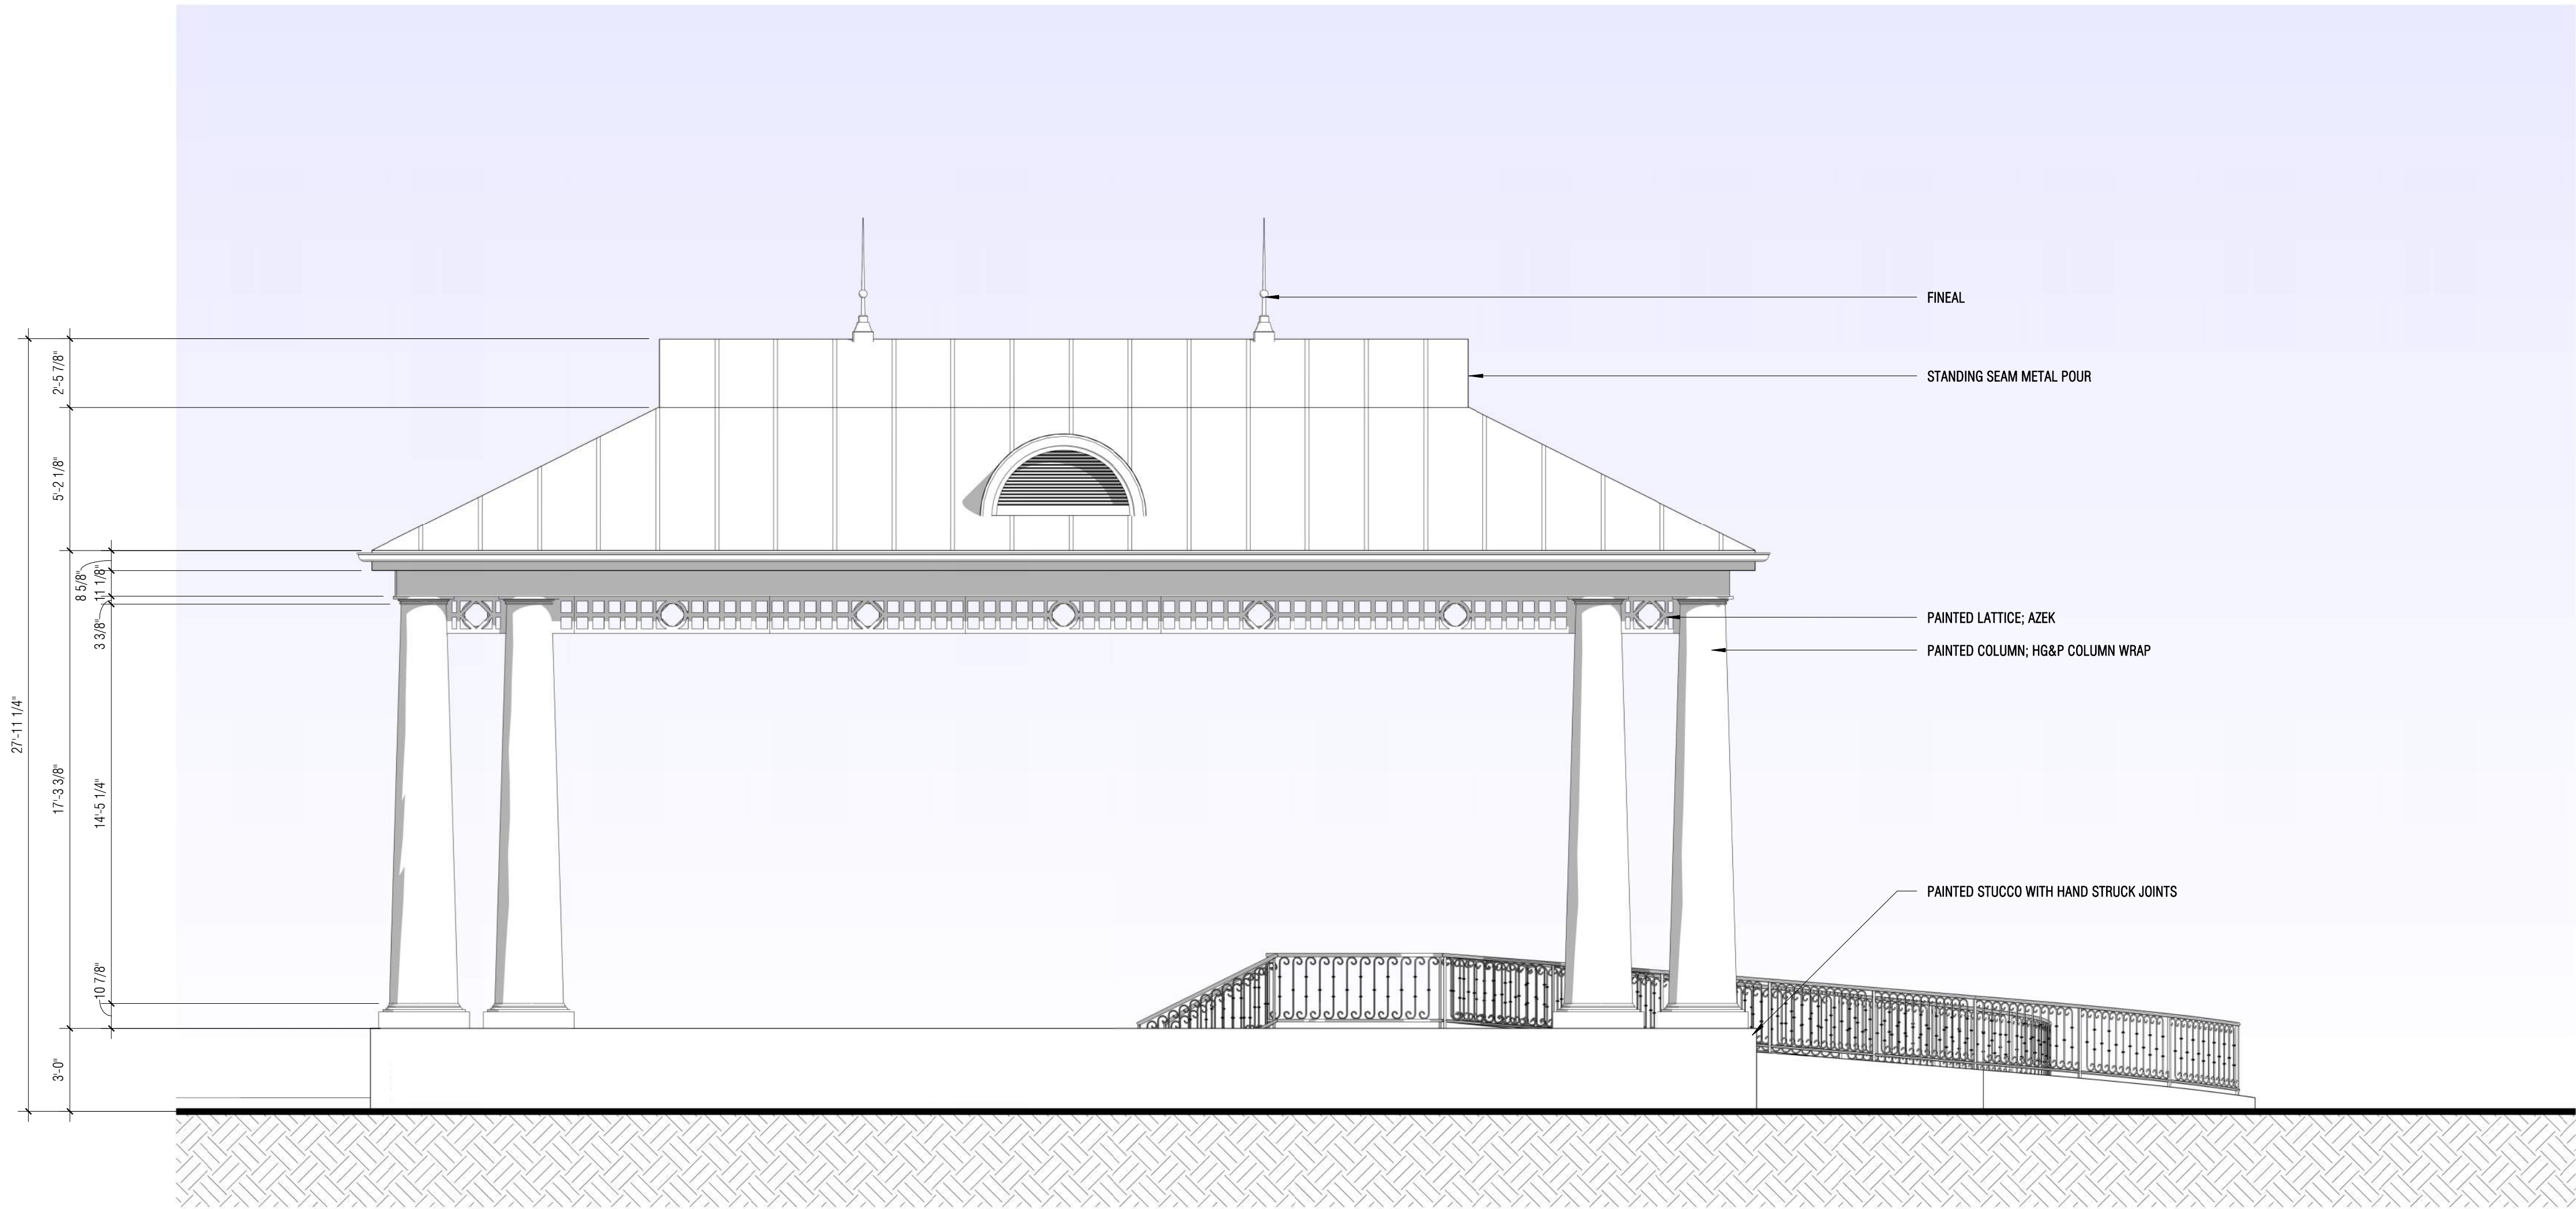 FINEAL
STANDING SEAM METAL POUR
PAINTED LATTICE; AZEK
PAINTED COLUMN; HG&P COLUMN WRAP
PAINTED STUCCO WITH HAND STRUCK JOINTS
27'-11 1/4"
2'-5 7/8"
5'-2 1/8"
17'-3 3/8"
3'-0"
8 5/8"
11 1/8"
3 3/8"
14'-5 1/4"
10 7/8"